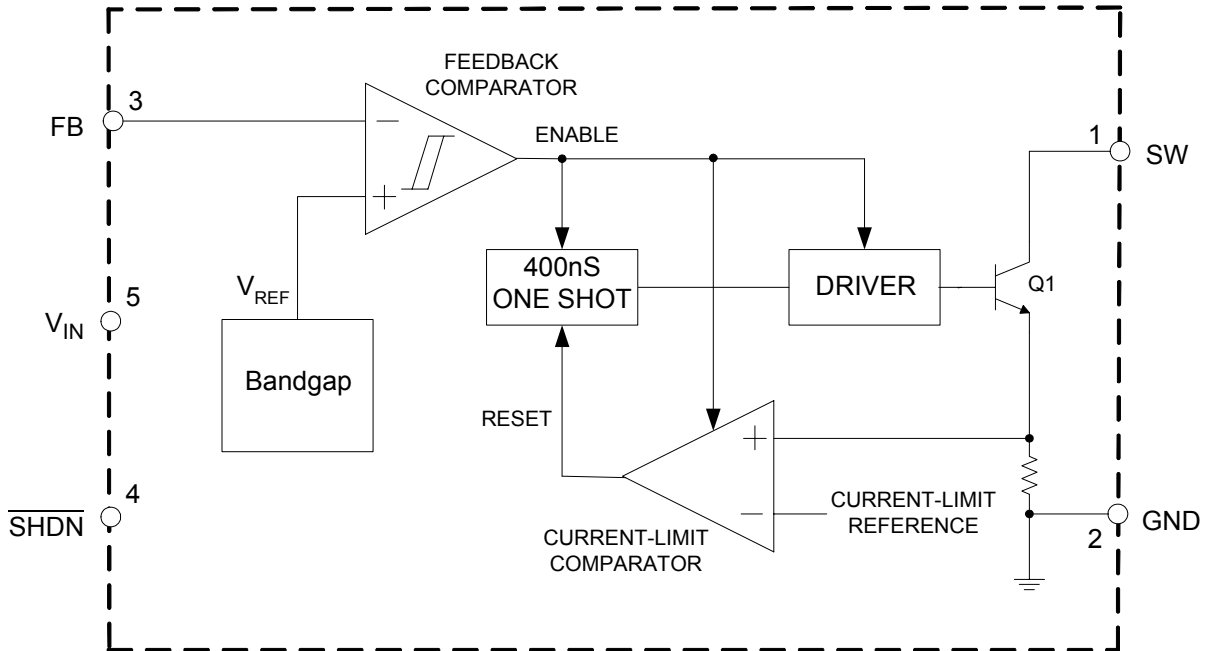 FEEDBACK
COMPARATOR
3
FB
−
ENABLE
1
SW
+
400nS
ONE SHOT
DRIVER
Q1
VREF
5
VIN
Bandgap
RESET
+
4
SHDN
−
CURRENT-LIMIT
REFERENCE
GND
2
CURRENT-LIMIT
COMPARATOR